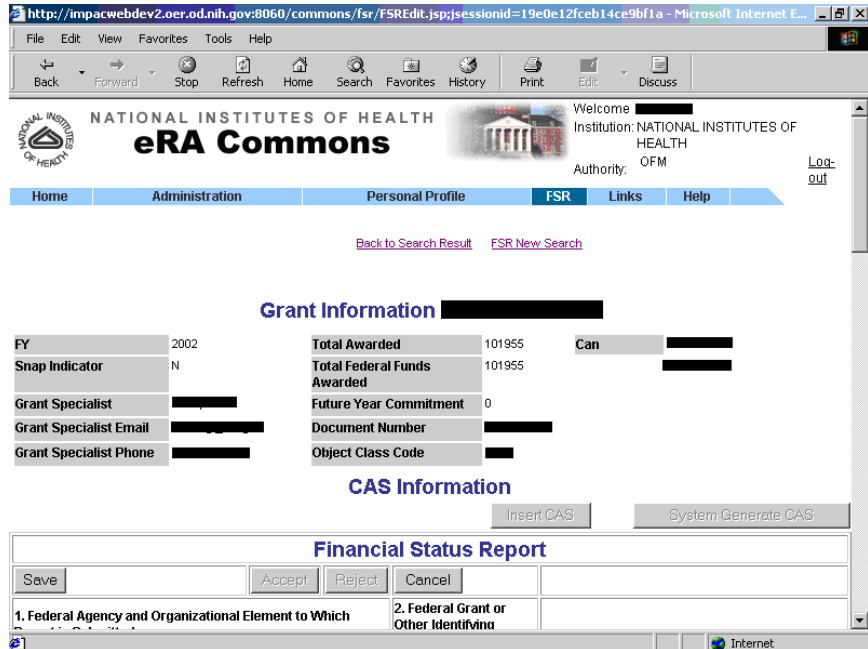 http://impacwebdev2.oer.od.nih.gov:8060/commons/fsr/FSREdit.jsp;jsessionid=19e0e12fceb14ce9bf1a - Microsoft Internet E...
File Edit View Favorites Tools Help
Back Forward Stop Refresh Home Search Favorites History Print Edit Discuss
NATIONAL INSTITUTES OF HEALTH
NATIONAL INSTITUTES OF HEALTH
eRA Commons
Welcome
Institution: NATIONAL INSTITUTES OF
HEALTH
Authority: OFM
Log-
out
Home Administration Personal Profile FSR Links Help
Back to Search Result FSR New Search
Grant Information
FY 2002 Total Awarded 101955 Can
Snap Indicator N Total Federal Funds 101955
Awarded
Grant Specialist Future Year Commitment 0
Grant Specialist Email Document Number
Grant Specialist Phone Object Class Code
CAS Information
Insert CAS System Generate CAS
Financial Status Report
Save Accept Reject Cancel
1. Federal Agency and Organizational Element to Which
2. Federal Grant or
Other Identifying
Internet